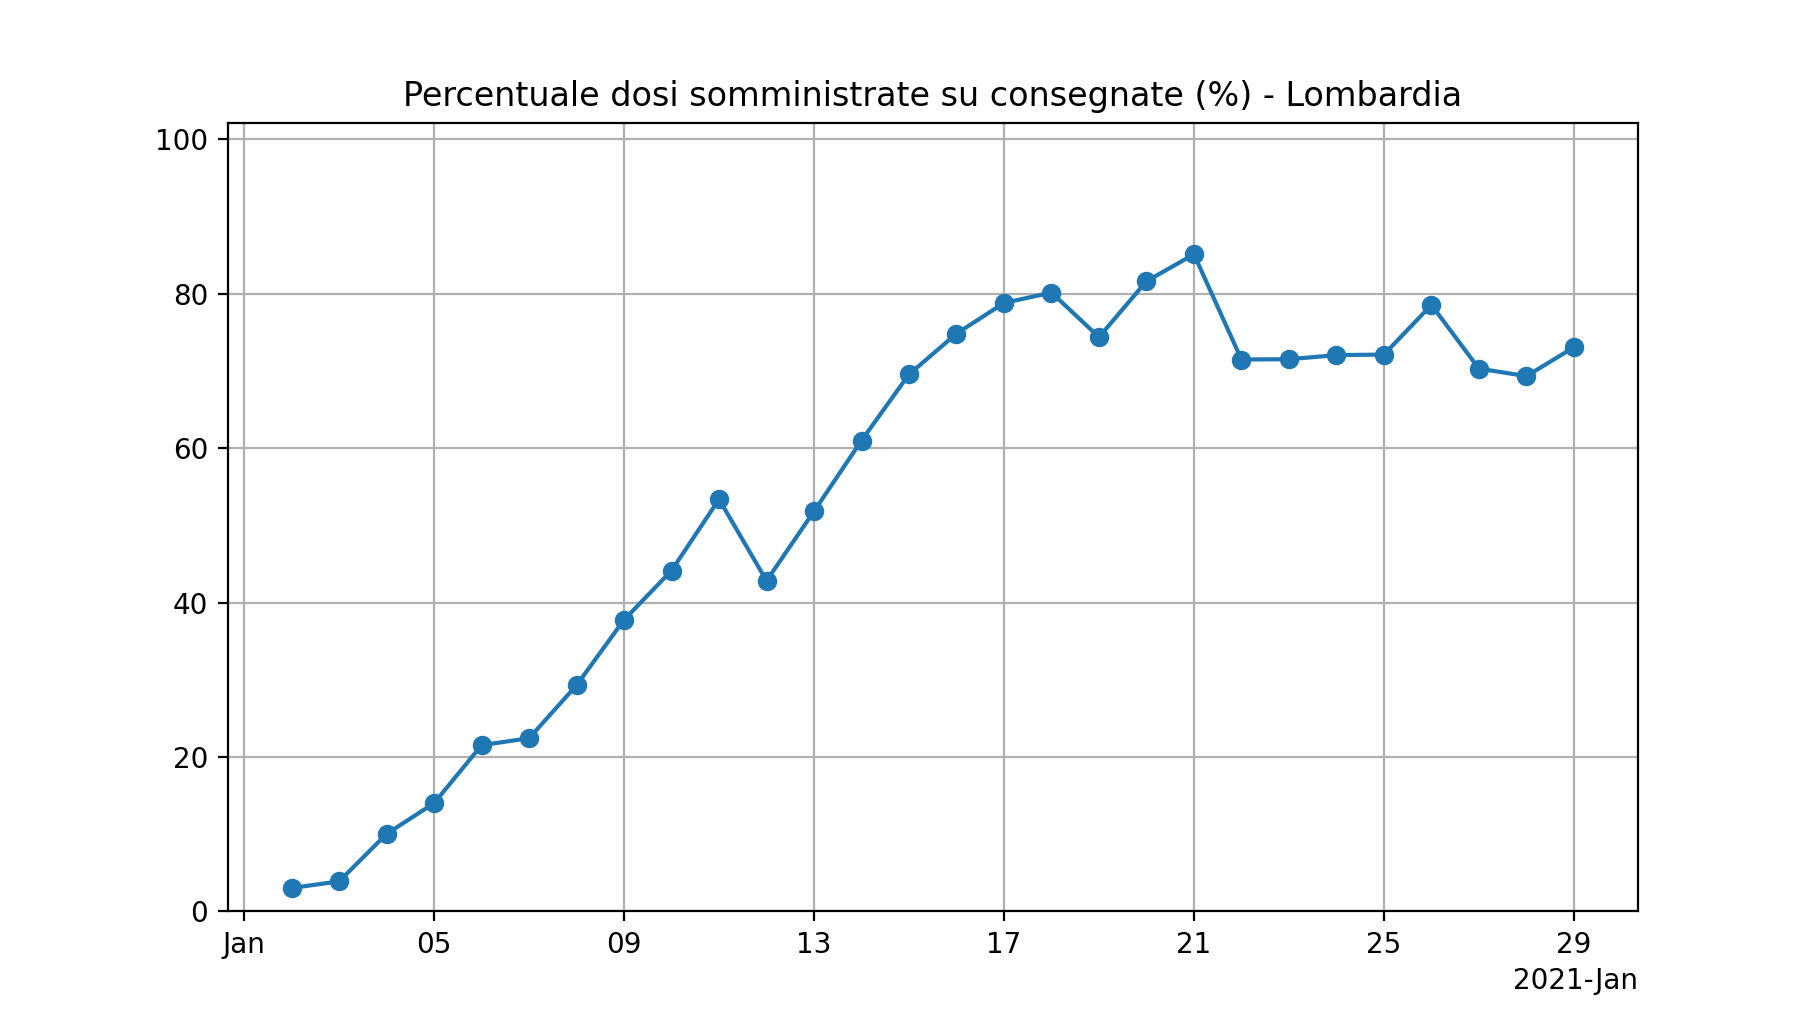 Percentuale dosi somministrate su consegnate (%) - Lombardia
100
80
60
40
20
0
Jan 05 09 13 17 21 25 29
2021-Jan